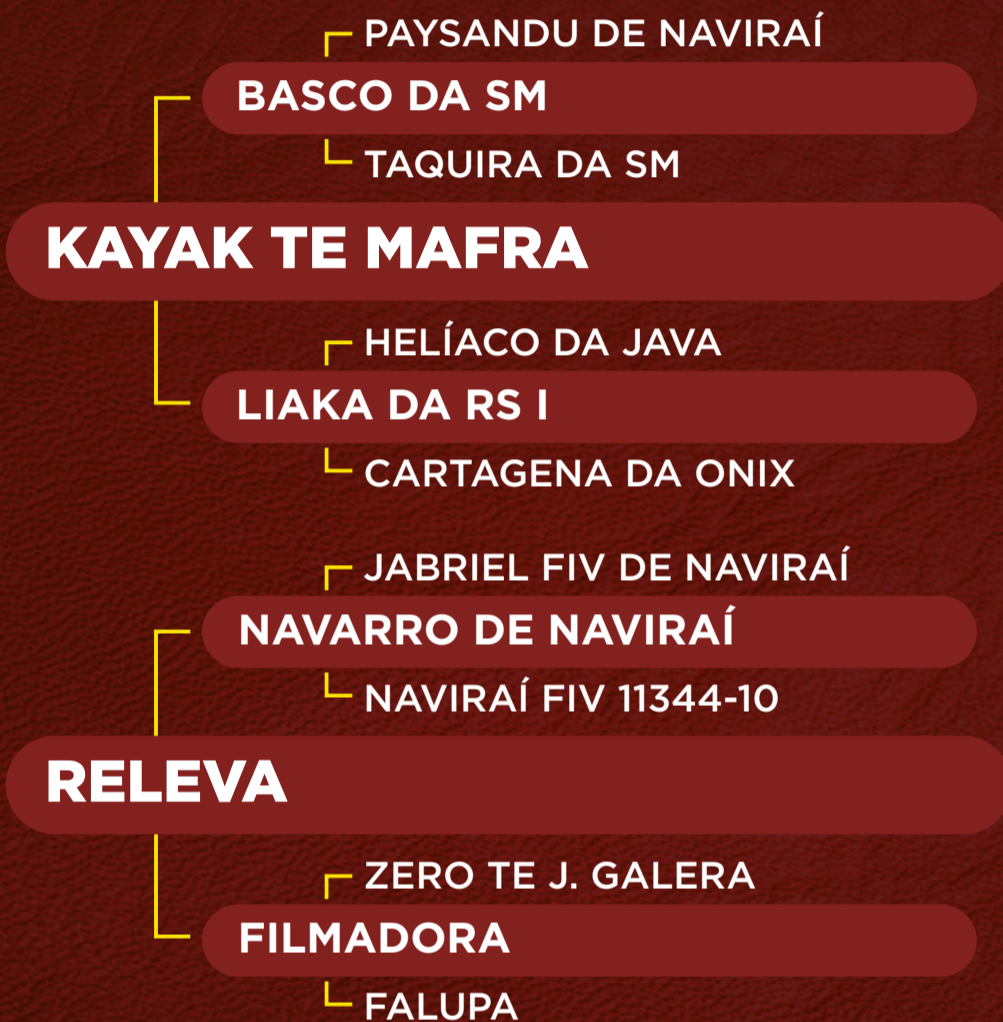 PAYSANDU DE NAVIRAÍ
BASCO DA SM
TAQUIRA DA SM
KAYAK TE MAFRA
HELÍACO DA JAVA
LIAKA DA RS I
CARTAGENA DA ONIX
JABRIEL FIV DE NAVIRAÍ
NAVARRO DE NAVIRAÍ
NAVIRAÍ FIV 11344-10
RELEVA
ZERO TE J. GALERA
FILMADORA
FALUPA